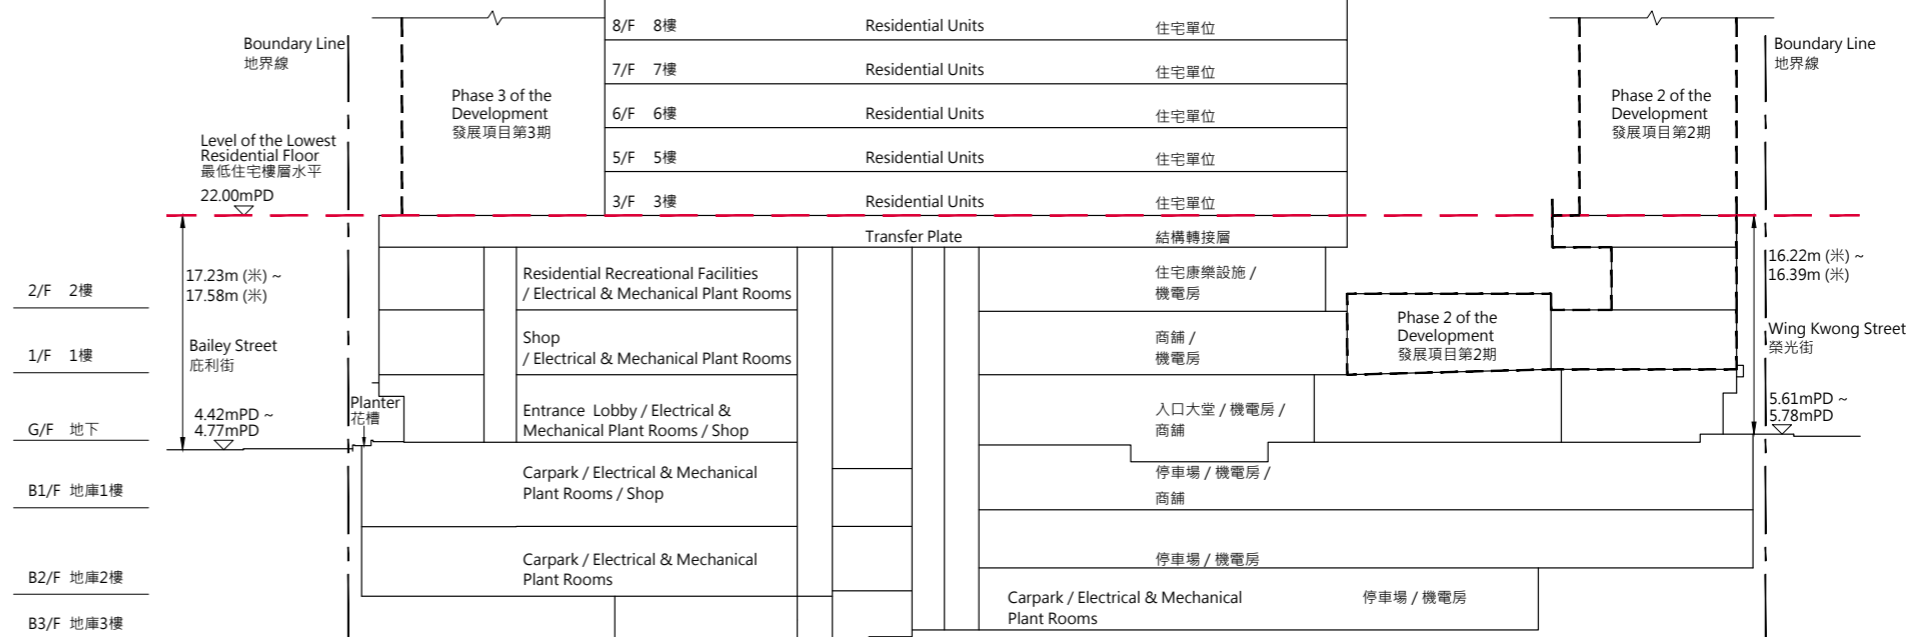 8/F 8樓 Residential Units 住宅單位
Boundary Line
地界線
Boundary Line
地界線
7/F 7樓 Residential Units 住宅單位
Phase 3 of the
Development
發展項目第3期
Phase 2 of the
Development
發展項目第2期
6/F 6樓 Residential Units 住宅單位
Level of the Lowest
Residential Floor
最低住宅樓層水平
22.00mPD
5/F 5樓 Residential Units 住宅單位
3/F 3樓 Residential Units 住宅單位
Transfer Plate 結構轉接層
17.23m (米) ~
17.58m (米)
16.22m (米) ~
16.39m (米)
2/F 2樓
Residential Recreational Facilities
/ Electrical & Mechanical Plant Rooms
住宅康樂設施 /
機電房
1/F 1樓
Bailey Street
庇利街
Shop
/ Electrical & Mechanical Plant Rooms
商舖 /
機電房
Phase 2 of the
Development
發展項目第2期
Wing Kwong Street
榮光街
Planter
花槽
G/F 地下
4.42mPD ~
4.77mPD
Entrance Lobby / Electrical &
Mechanical Plant Rooms / Shop
入口大堂 / 機電房 /
商舖
5.61mPD ~
5.78mPD
B1/F 地庫1樓
Carpark / Electrical & Mechanical
Plant Rooms / Shop
停車場 / 機電房 /
商舖
B2/F 地庫2樓
Carpark / Electrical & Mechanical
Plant Rooms
停車場 / 機電房
B3/F 地庫3樓
Carpark / Electrical & Mechanical
Plant Rooms
停車場 / 機電房